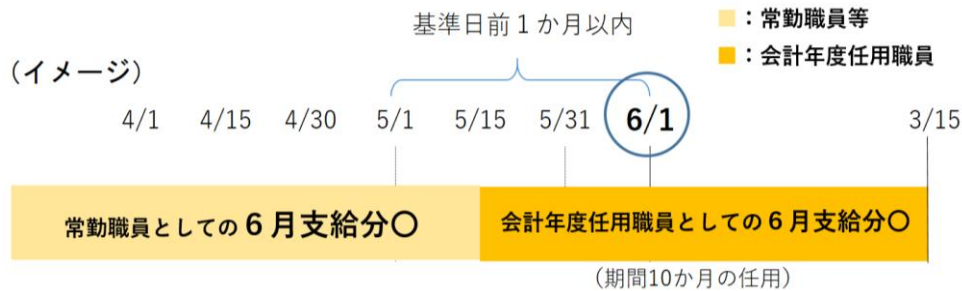 基準日前１か月以内
：常勤職員等
：会計年度任用職員
(イメージ)
4/1 4/15 4/30 5/1 5/15 5/31 6/1 3/15
常勤職員としての６月支給分〇
会計年度任用職員としての６月支給分〇
(期間10か月の任用)